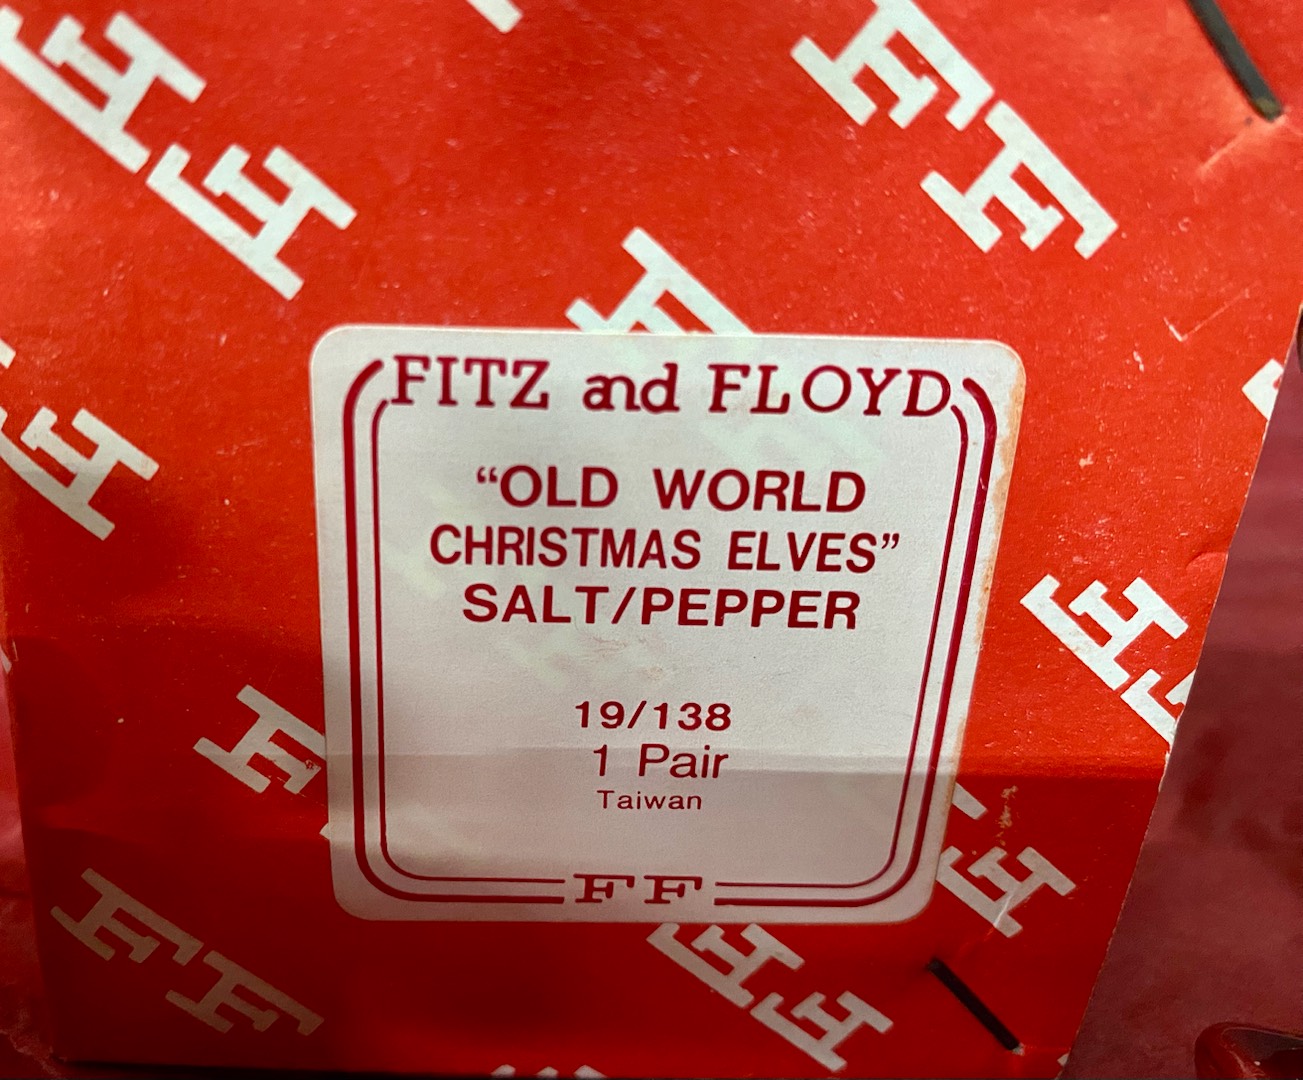 FITZ and FLOYD
“OLD WORLD
CHRISTMAS ELVES”
SALT/PEPPER
19/138
1 Pair
Taiwan
FF